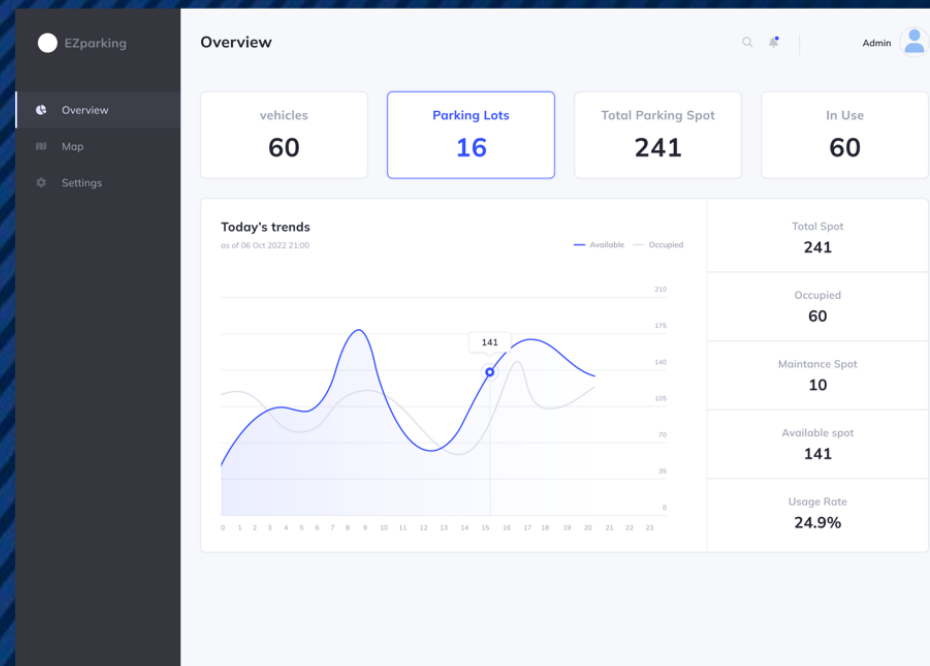 EZparking
Overview
Admin
Overview
Map
Settings
vehicles
60
Parking Lots
16
Total Parking Spot
241
In Use
60
Today's trends
as of 06 Oct 2022 21:00
Available
Occupied
210
175
140
105
70
35
0
141
0 1 2 3 4 5 6 7 8 9 10 11 12 13 14 15 16 17 18 19 20 21 22 23
Total Spot
241
Occupied
60
Maintance Spot
10
Available spot
141
Usage Rate
24.9%